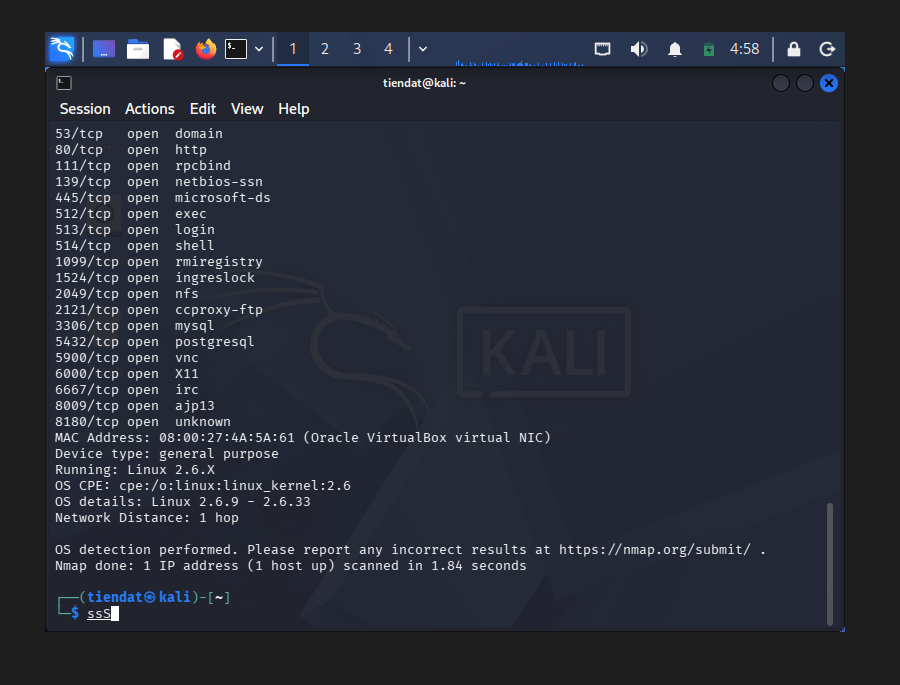 1 2 3 4 4:58
tiendat@kali: ~
Session Actions Edit View Help
53/tcp open domain
80/tcp open http
111/tcp open rpcbind
139/tcp open netbios-ssn
445/tcp open microsoft-ds
512/tcp open exec
513/tcp open login
514/tcp open shell
1099/tcp open rmiregistry
1524/tcp open ingreslock
2049/tcp open nfs
2121/tcp open ccproxy-ftp
3306/tcp open mysql
5432/tcp open postgresql
5900/tcp open vnc
6000/tcp open X11
6667/tcp open irc
8009/tcp open ajp13
8180/tcp open unknown
MAC Address: 08:00:27:4A:5A:61 (Oracle VirtualBox virtual NIC)
Device type: general purpose
Running: Linux 2.6.X
OS CPE: cpe:/o:linux:linux_kernel:2.6
OS details: Linux 2.6.9 - 2.6.33
Network Distance: 1 hop
OS detection performed. Please report any incorrect results at https://nmap.org/submit/ .
Nmap done: 1 IP address (1 host up) scanned in 1.84 seconds
┌──(tiendat㉿kali)-[~]
└─$ ssS
KALI